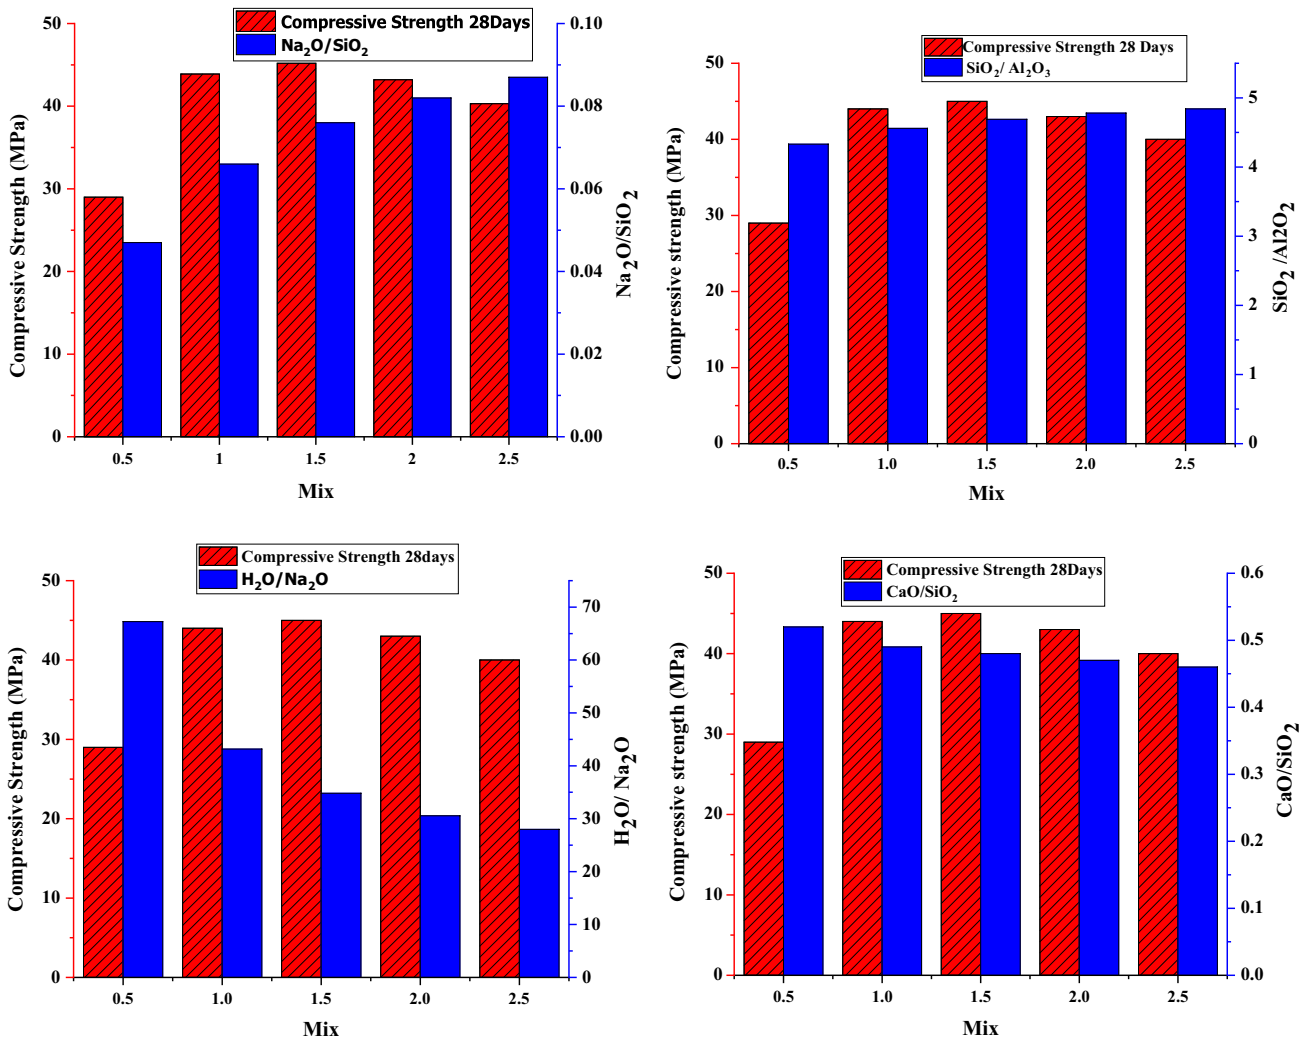 Compressive Strength 28Days
Na₂O/SiO₂
Compressive Strength (MPa)
50
40
30
20
10
0
0.10
0.08
0.06
0.04
0.02
0.00
Na₂O/SiO₂
0.5 1 1.5 2 2.5
Mix
Compressive Strength 28 Days
SiO₂/ Al₂O₃
Compressive strength (MPa)
50
40
30
20
10
0
5
4
3
2
1
0
SiO₂ /Al2O₂
0.5 1.0 1.5 2.0 2.5
Mix
Compressive Strength 28days
H₂O/Na₂O
Compressive Strength (MPa)
50
40
30
20
10
0
70
60
50
40
30
20
10
0
H₂O/ Na₂O
0.5 1.0 1.5 2.0 2.5
Mix
Compressive Strength 28Days
CaO/SiO₂
Compressive strength (MPa)
50
40
30
20
10
0
0.6
0.5
0.4
0.3
0.2
0.1
0.0
CaO/SiO₂
0.5 1.0 1.5 2.0 2.5
Mix